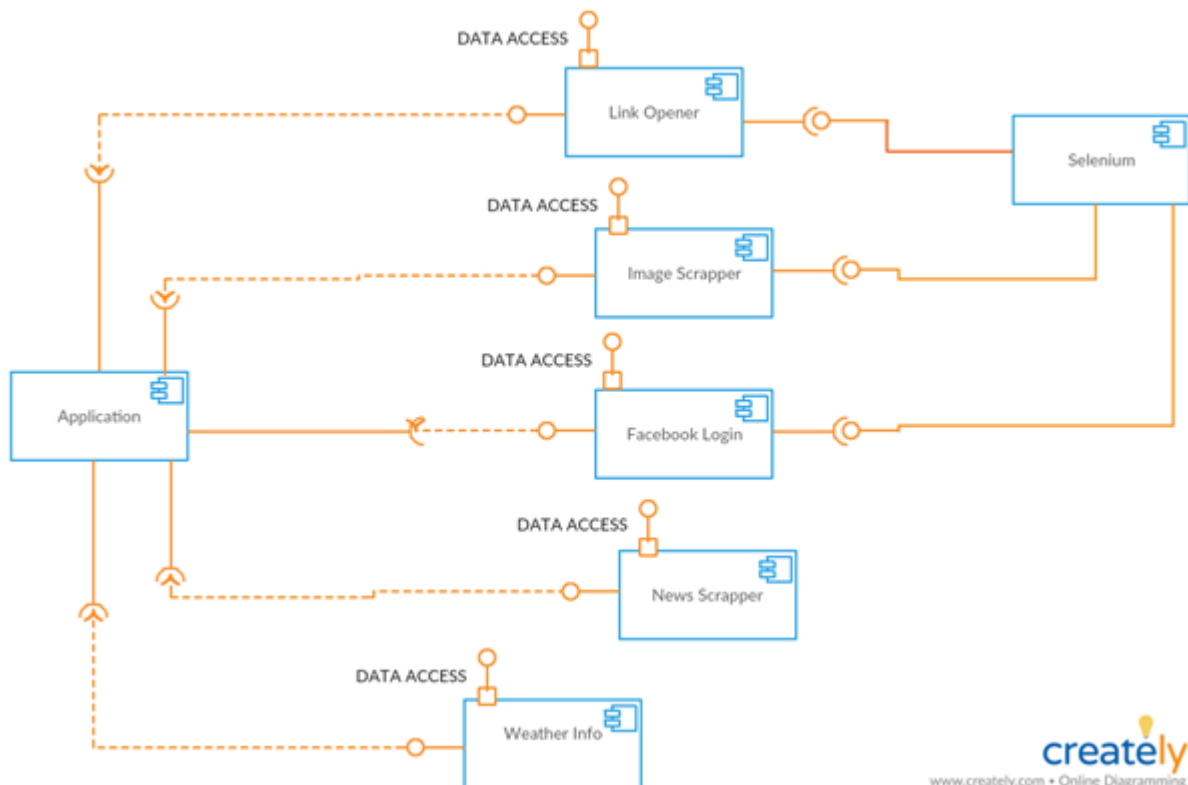 DATA ACCESS
Link Opener
Selenium
DATA ACCESS
Image Scrapper
DATA ACCESS
Application
Facebook Login
DATA ACCESS
News Scrapper
DATA ACCESS
Weather Info
creately
www.creately.com • Online Diagramming